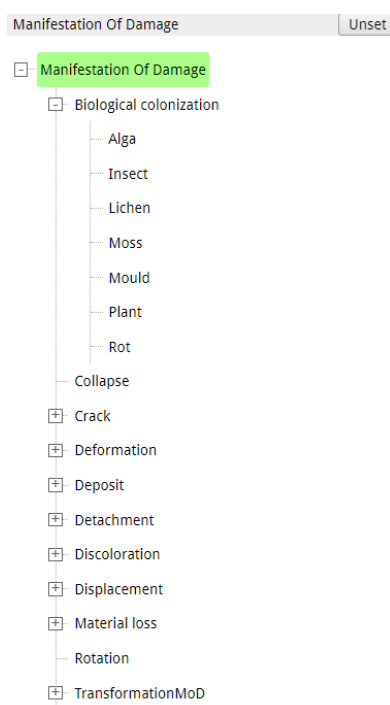 Manifestation Of Damage Unset
Manifestation Of Damage
Biological colonization
Alga
Insect
Lichen
Moss
Mould
Plant
Rot
Collapse
Crack
Deformation
Deposit
Detachment
Discoloration
Displacement
Material loss
Rotation
TransformationMoD